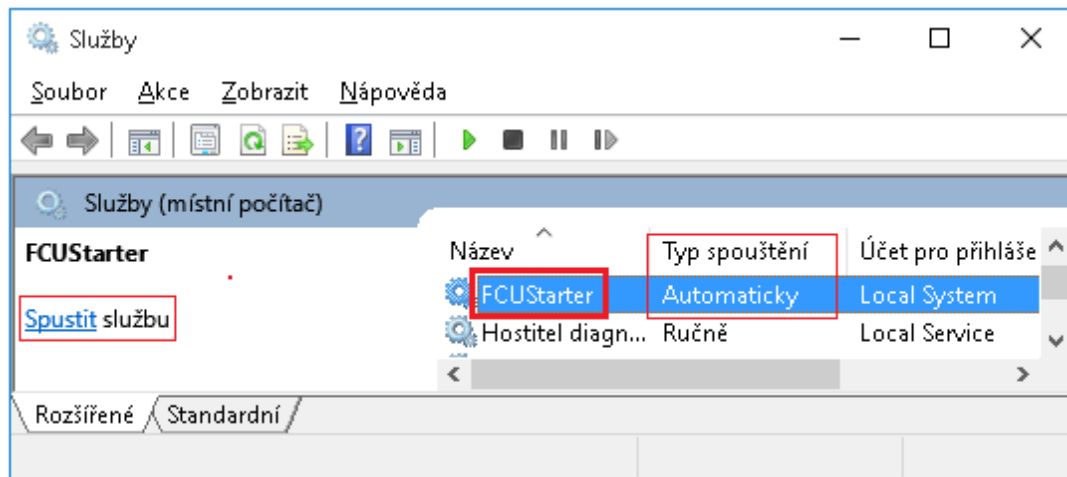 Služby
Soubor Akce Zobrazit Nápověda
Služby (místní počítač)
FCUStarter
Spustit službu
Název Typ spouštění Účet pro přihláše
FCUStarter Automaticky Local System
Hostitel diagn... Ručně Local Service
Rozšířené Standardní